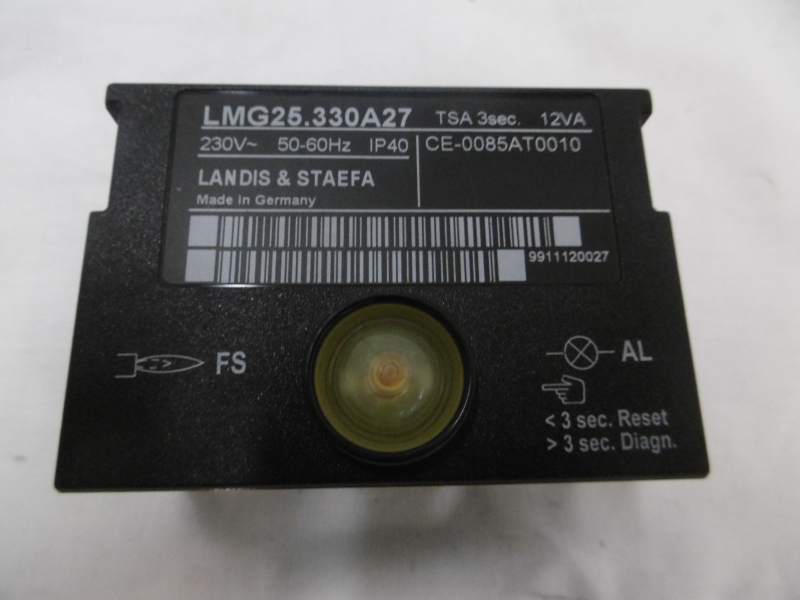 LMG25.330A27 TSA 3sec. 12VA
230V~ 50-60Hz IP40 CE-0085AT0010
LANDIS & STAEFA
Made in Germany
9911120027
FS
AL
< 3 sec. Reset
> 3 sec. Diagn.